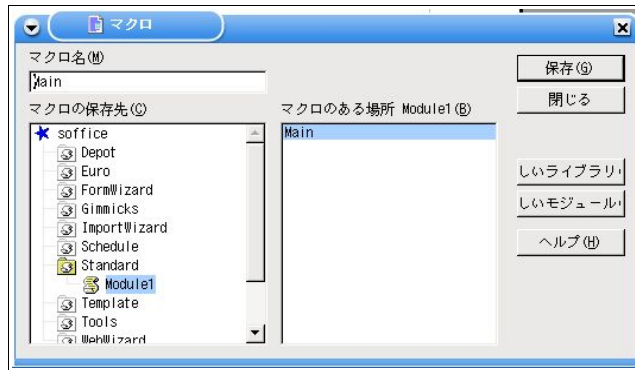 マクロ
マクロ名(M)
Main
保存(G)
閉じる
マクロの保存先(C)
マクロのある場所 Module1(B)
soffice
Depot
Euro
FormWizard
Gimmicks
ImportWizard
Schedule
Standard
Module1
Template
Tools
WebWizard
Main
しいライブラリ
しいモジュール
ヘルプ(H)